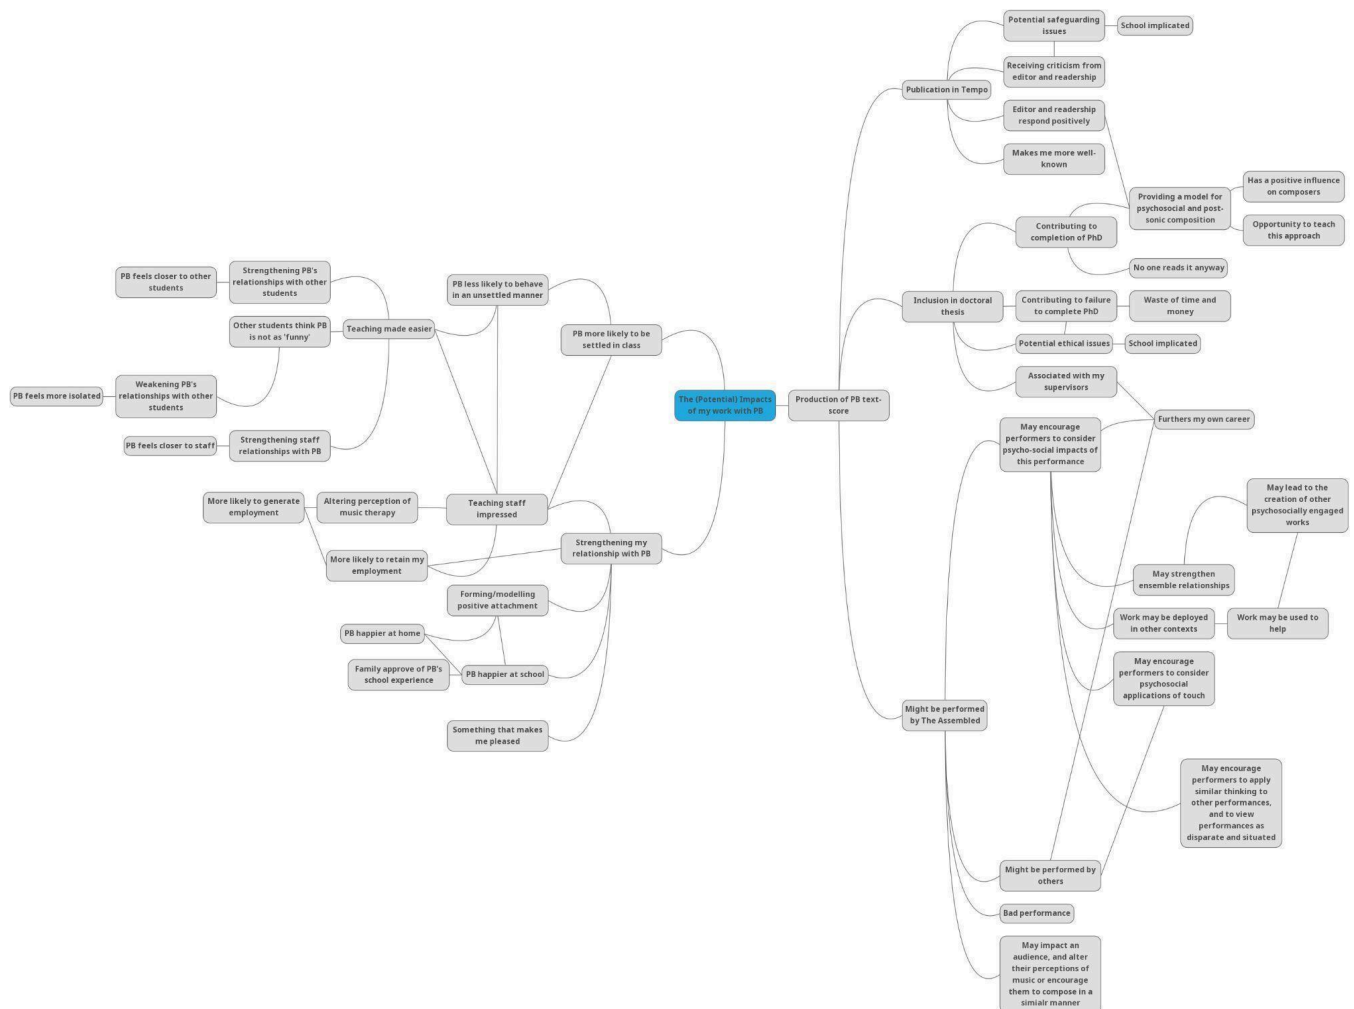 The (Potential) Impacts
of my work with PB
PB more likely to be
settled in class
PB less likely to behave
in an unsettled manner
Teaching made easier
Strengthening PB's
relationships with other
students
PB feels closer to other
students
Other students think PB
is not as 'funny'
Weakening PB's
relationships with other
students
PB feels more isolated
Strengthening staff
relationships with PB
PB feels closer to staff
Teaching staff
impressed
Altering perception of
music therapy
More likely to generate
employment
More likely to retain my
employment
Strengthening my
relationship with PB
Forming/modelling
positive attachment
PB happier at home
PB happier at school
Family approve of PB's
school experience
Something that makes
me pleased
Production of PB text-
score
Publication in Tempo
Potential safeguarding
issues
School implicated
Receiving criticism from
editor and readership
Editor and readership
respond positively
Makes me more well-
known
Inclusion in doctoral
thesis
Contributing to
completion of PhD
Providing a model for
psychosocial and post-
sonic composition
Has a positive influence
on composers
Opportunity to teach
this approach
No one reads it anyway
Contributing to failure
to complete PhD
Waste of time and
money
Potential ethical issues
School implicated
Associated with my
supervisors
Furthers my own career
Might be performed
by The Assembled
May encourage
performers to consider
psycho-social impacts of
this performance
May strengthen
ensemble relationships
May lead to the
creation of other
psychosocially engaged
works
Work may be deployed
in other contexts
Work may be used to
help
May encourage
performers to consider
psychosocial
applications of touch
May encourage
performers to apply
similar thinking to
other performances,
and to view
performances as
disparate and situated
Might be performed by
others
Bad performance
May impact an
audience, and alter
their perceptions of
music or encourage
them to compose in a
simialr manner